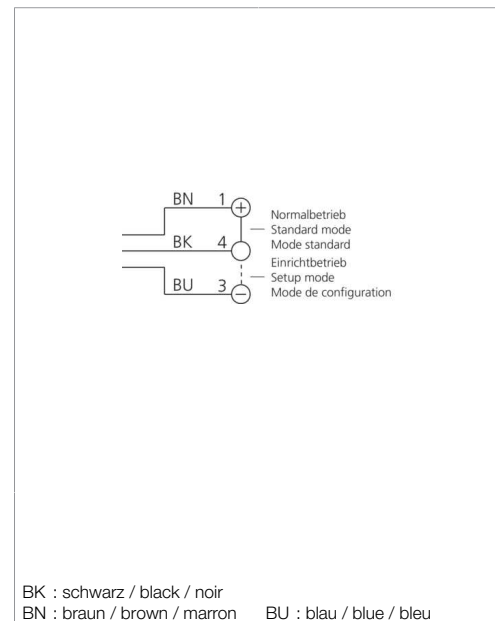 BN 1 +
Normalbetrieb
Standard mode
BK 4 Mode standard
Einrichtbetrieb
Setup mode
BU 3 − Mode de configuration
BK : schwarz / black / noir
BN : braun / brown / marron BU : blau / blue / bleu